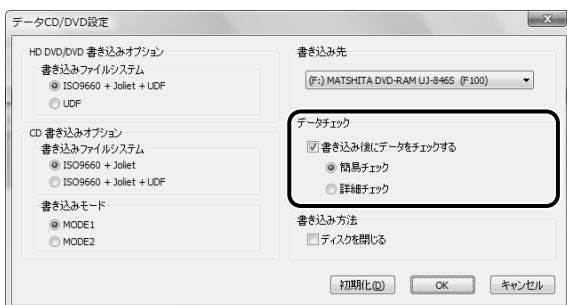 データCD/DVD設定
HD DVD/DVD 書き込みオプション
書き込みファイルシステム
ISO9660 + Joliet + UDF
UDF
CD 書き込みオプション
書き込みファイルシステム
ISO9660 + Joliet
ISO9660 + Joliet + UDF
書き込みモード
MODE1
MODE2
書き込み先
(F:) MATSHITA DVD-RAM UJ-846S (F100)
データチェック
書き込み後にデータをチェックする
簡易チェック
詳細チェック
書き込み方法
ディスクを閉じる
初期化(D)
OK
キャンセル